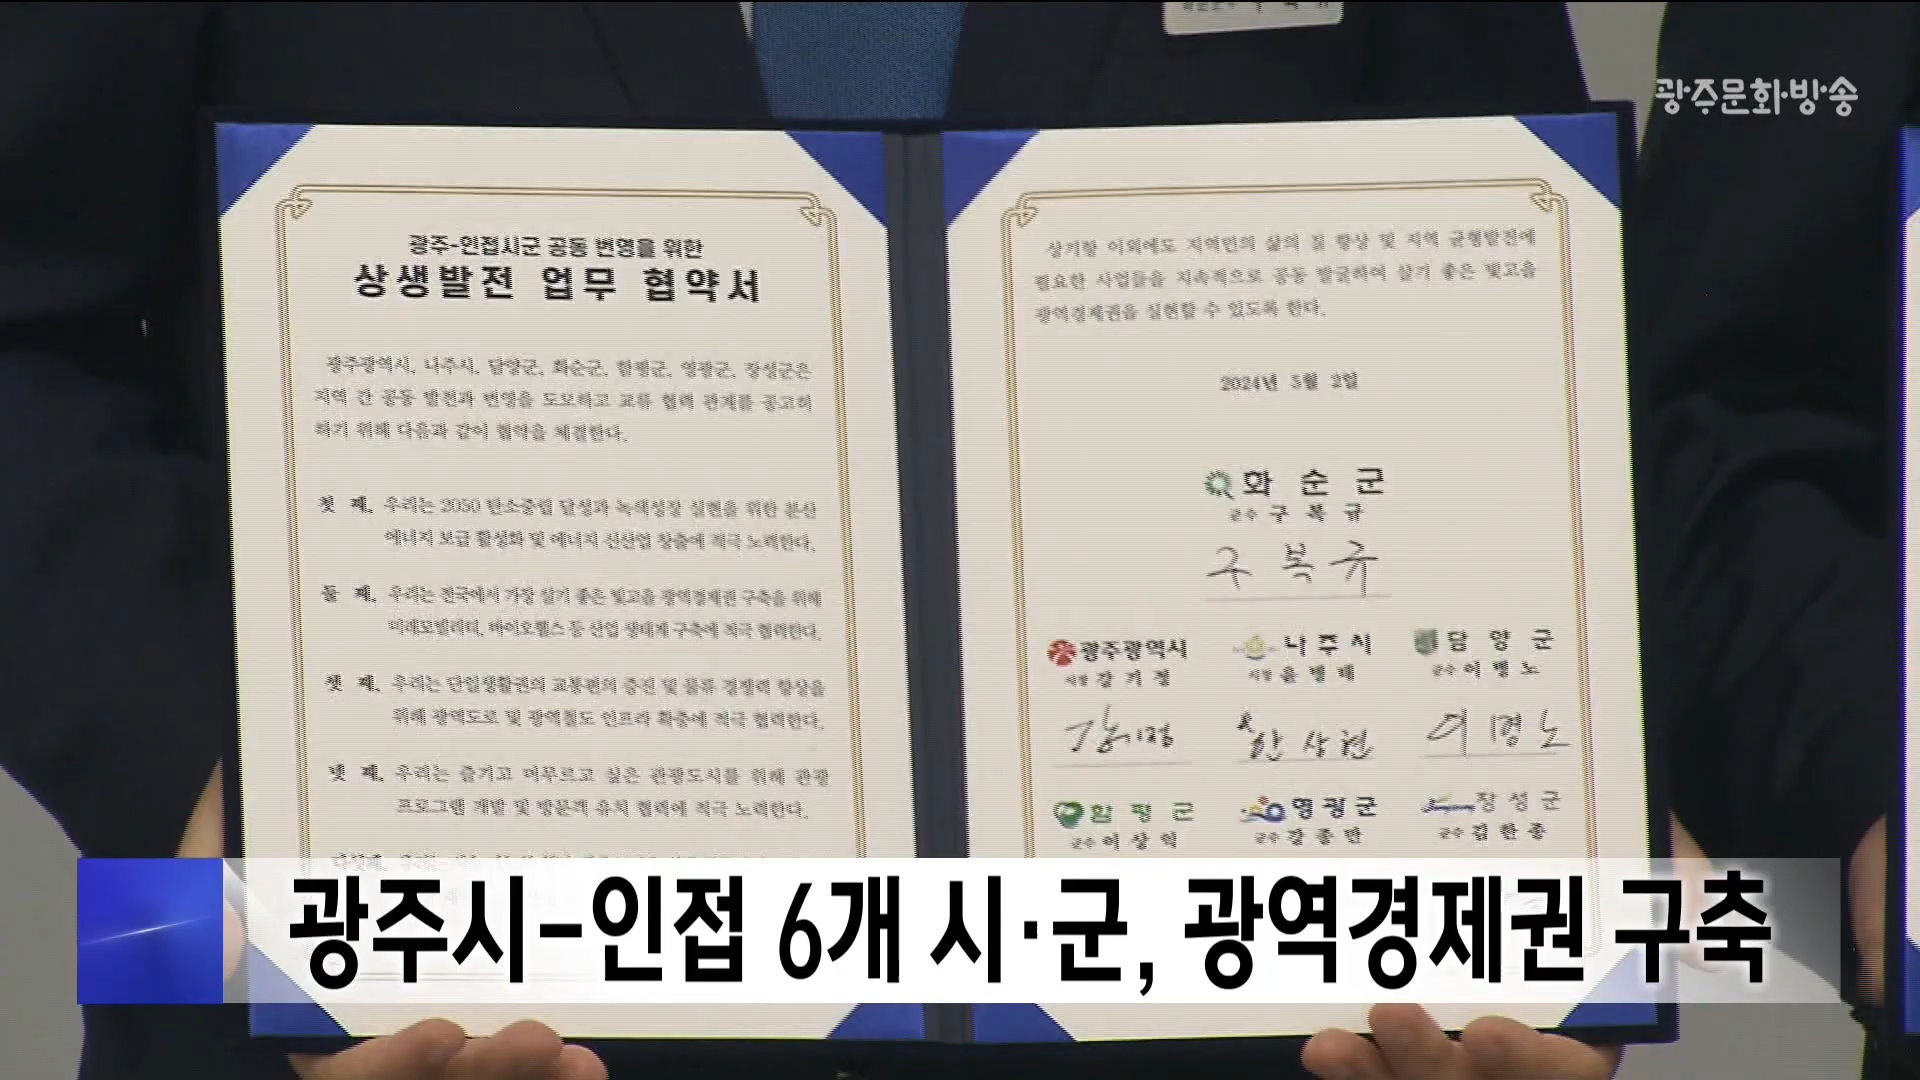 광주문화방송
광주-인접시군 공동 번영을 위한
상생발전 업무 협약서
광주광역시, 나주시, 담양군, 화순군, 함평군, 영광군, 장성군은
지역 간 공동 발전과 번영을 도모하고 교류 협력 관계를 공고히
하기 위해 다음과 같이 협약을 체결한다.
첫 째, 우리는 2050 탄소중립 달성과 녹색성장 실현을 위한 분산
에너지 보급 활성화 및 에너지 신산업 창출에 적극 노력한다.
둘 째, 우리는 전국에서 가장 살기 좋은 빛고을 광역경제권 구축을 위해
미래모빌리티, 바이오헬스 등 산업 생태계 구축에 적극 협력한다.
셋 째, 우리는 단일생활권의 교통편의 증진 및 물류 경쟁력 향상을
위해 광역도로 및 광역철도 인프라 확충에 적극 협력한다.
넷 째, 우리는 즐기고 머무르고 싶은 관광도시를 위해 관광
프로그램 개발 및 방문객 유치 협력에 적극 노력한다.
다섯째,
상기항 이외에도 지역민의 삶의 질 향상 및 지역 균형발전에
필요한 사업들을 지속적으로 공동 발굴하여 살기 좋은 빛고을
광역경제권을 실현할 수 있도록 한다.
2024년 5월 2일
화 순 군
군수 구 복 규
구 복 규
광주광역시 나 주 시 담 양 군
시장 강 기 정 시장 윤 병 태 군수 이 병 노
안 상 현 이 병 노
함 평 군 영 광 군 장 성 군
군수 이 상 익 군수 강 종 만 군수 김 한 종
광주시-인접 6개 시·군, 광역경제권 구축